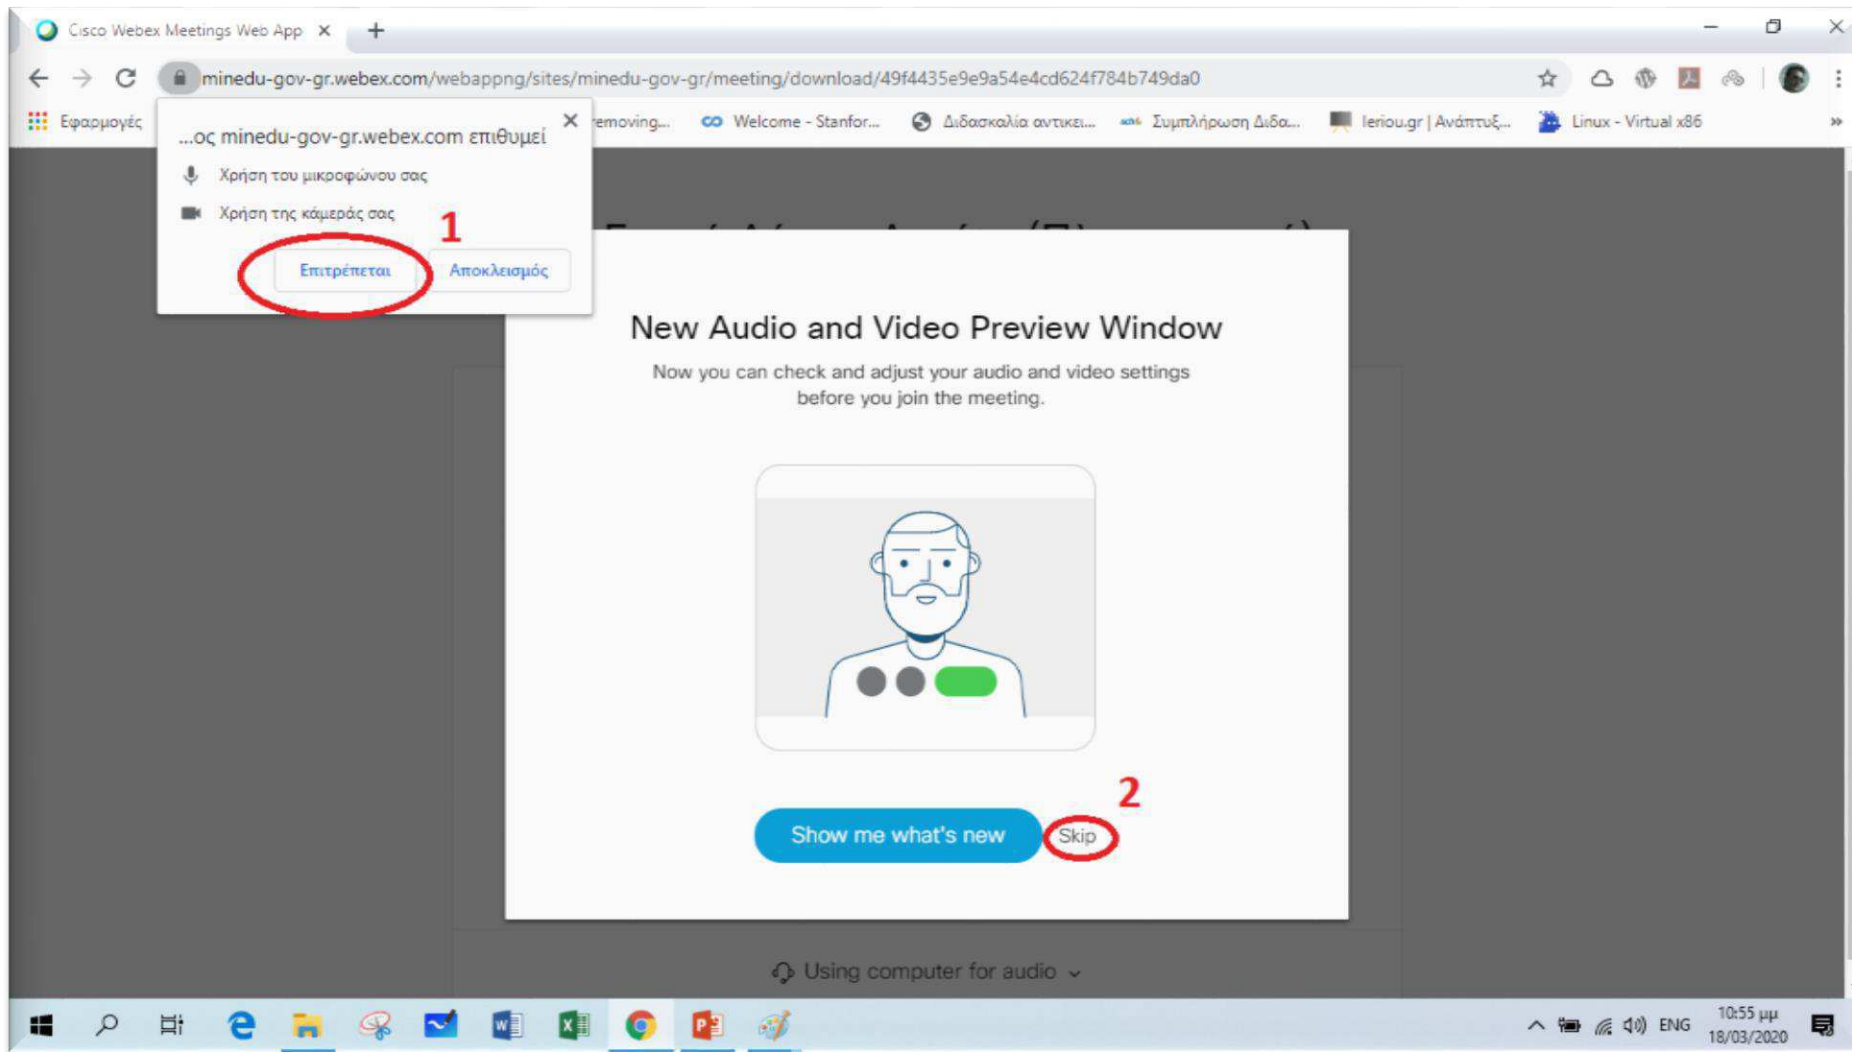 Cisco Webex Meetings Web App
minedu-gov-gr.webex.com/webappng/sites/minedu-gov-gr/meeting/download/49f4435e9e9a54e4cd624f784b749da0
Εφαρμογές
removing...
Welcome - Stanfor...
Διδασκαλία αντικει...
Συμπλήρωση Διδα...
Ieriou.gr | Ανάπτυξ...
Linux - Virtual x86
...ος minedu-gov-gr.webex.com επιθυμεί
Χρήση του μικροφώνου σας
Χρήση της κάμεράς σας
1
Επιτρέπεται
Αποκλεισμός
New Audio and Video Preview Window
Now you can check and adjust your audio and video settings
before you join the meeting.
2
Show me what's new
Skip
Using computer for audio
ENG
10:55 μμ
18/03/2020